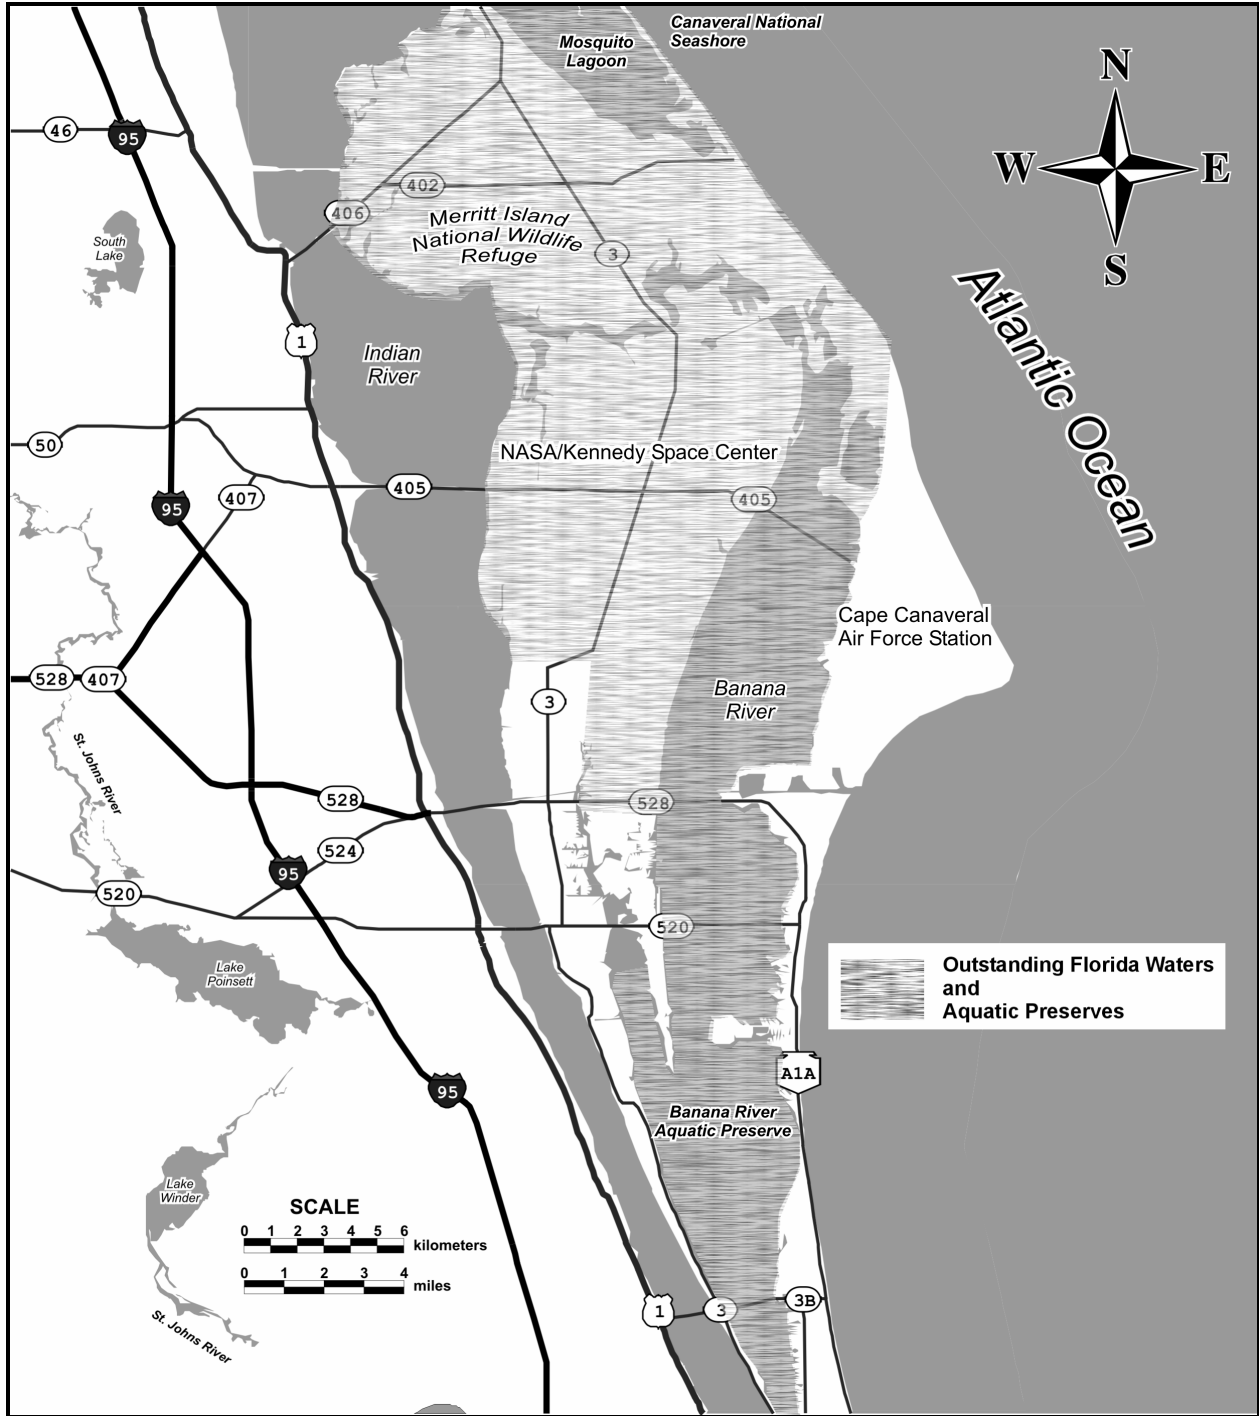 Canaveral National
Seashore
Mosquito
Lagoon
N
46
95
W
E
402
406
Merritt Island
National Wildlife
Refuge
South
Lake
3
S
Atlantic Ocean
1
Indian
River
50
NASA/Kennedy Space Center
407
405
405
95
Cape Canaveral
Air Force Station
528
407
Banana
River
3
St. Johns River
528
528
524
95
520
520
Lake
Poinsett
Outstanding Florida Waters
and
Aquatic Preserves
A1A
95
Banana River
Aquatic Preserve
Lake
Winder
SCALE
0 1 2 3 4 5 6
kilometers
0 1 2 3 4
miles
1
3
3B
St. Johns River